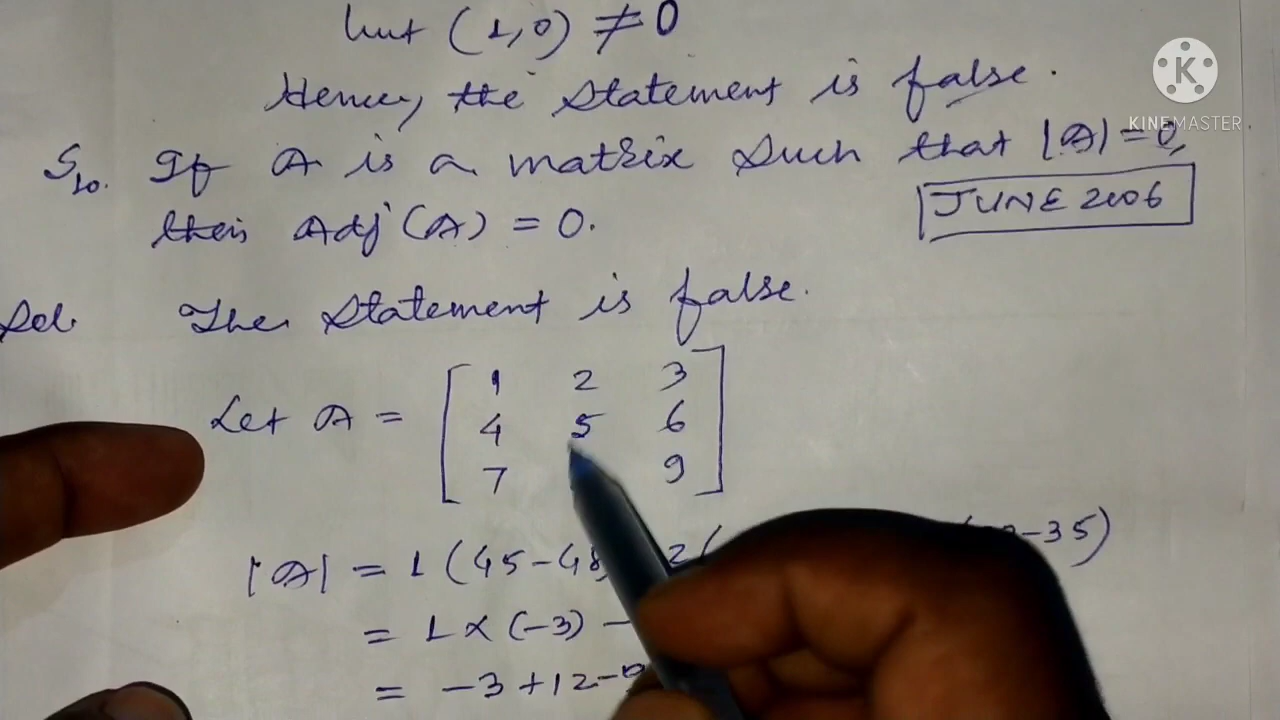 but (1,0) ≠ 0
Hence, the statement is false.
S10. If A is a matrix such that |A| = 0,
then Adj (A) = 0.
JUNE 2006
Sol. The statement is false.
Let A = [ 1 2 3
4 5 6
7 9 ]
|A| = 1 (45-48) 2( -35)
= 1 × (-3) -
= -3+12-9
KINEMASTER